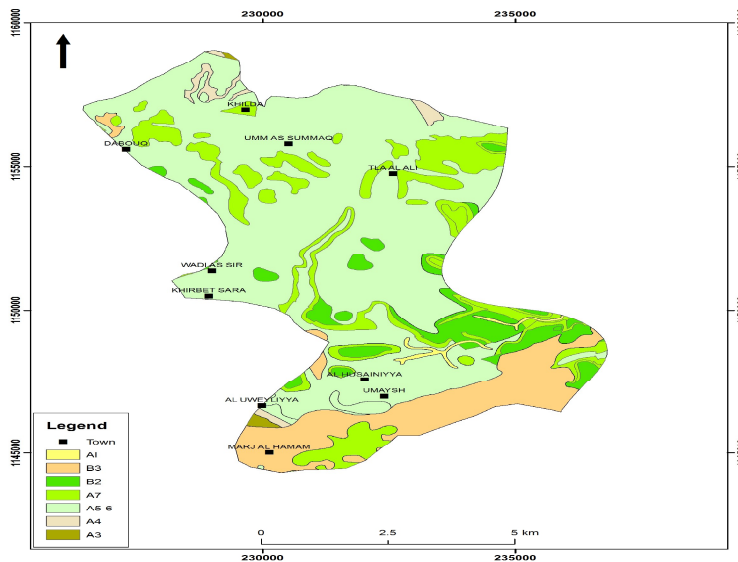 230000 235000
1160000
KHILDA
UMM AS SUMMAQ
DABOUQ
1155000
TLA AL ALI
WADI AS SIR
KHIRBET SARA
1150000
AL HUSAINIYYA
UMAYSH
AL UWEYLIYYA
MARJ AL HAMAM
1145000
Legend
Town
Al
B3
B2
A7
A5-6
A4
A3
0 2.5 5 km
230000 235000